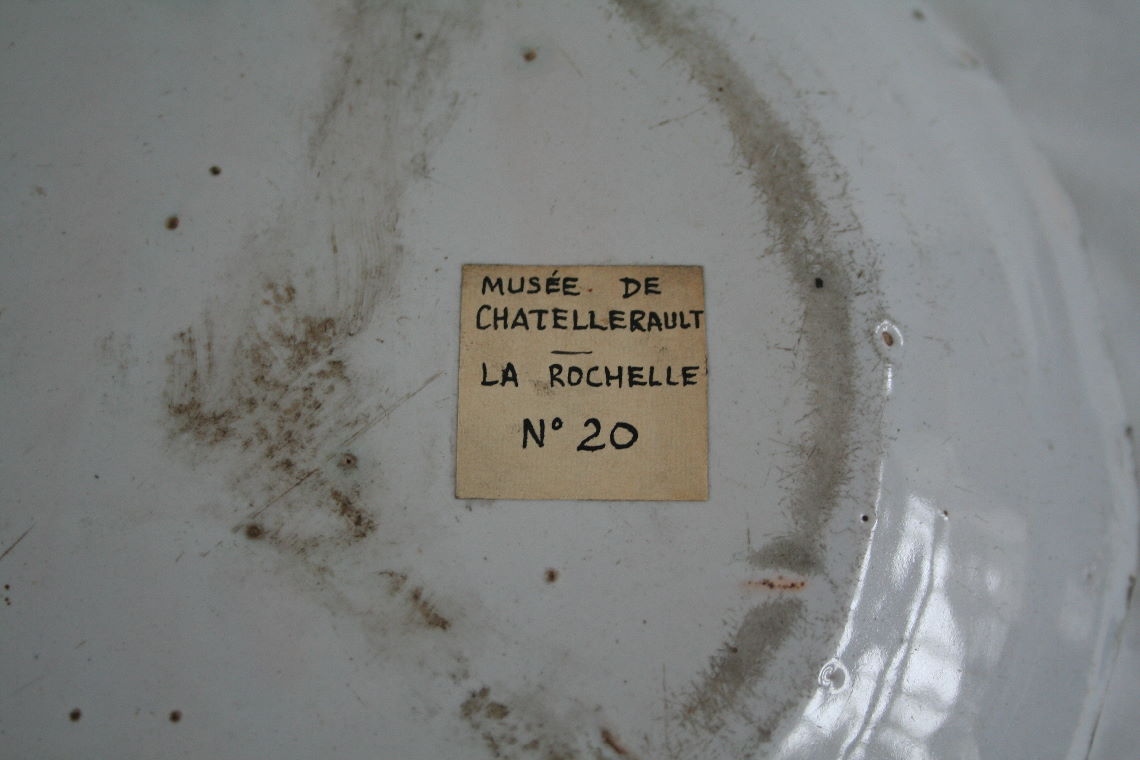 MUSÉE DE
CHATELLERAULT
LA ROCHELLE
N° 20